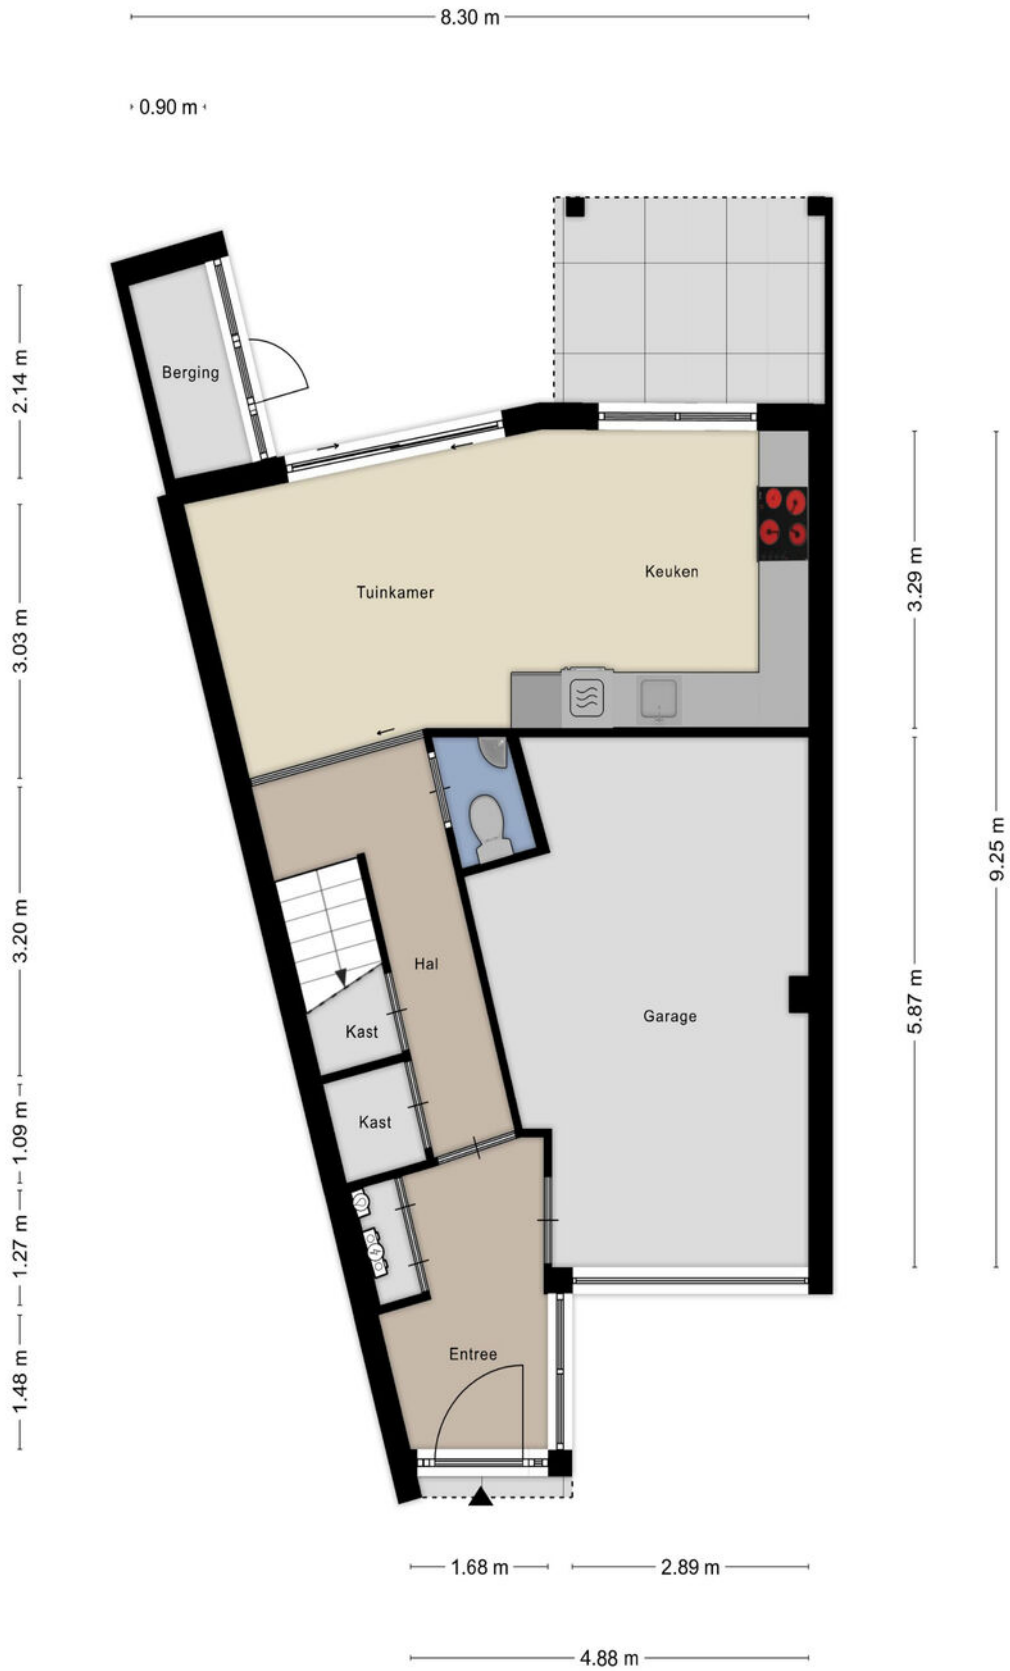 8.30 m
0.90 m
Berging
2.14 m
Tuinkamer
Keuken
3.29 m
3.03 m
9.25 m
Hal
3.20 m
5.87 m
Garage
Kast
Kast
1.09 m
1.27 m
Entree
1.48 m
1.68 m
2.89 m
4.88 m